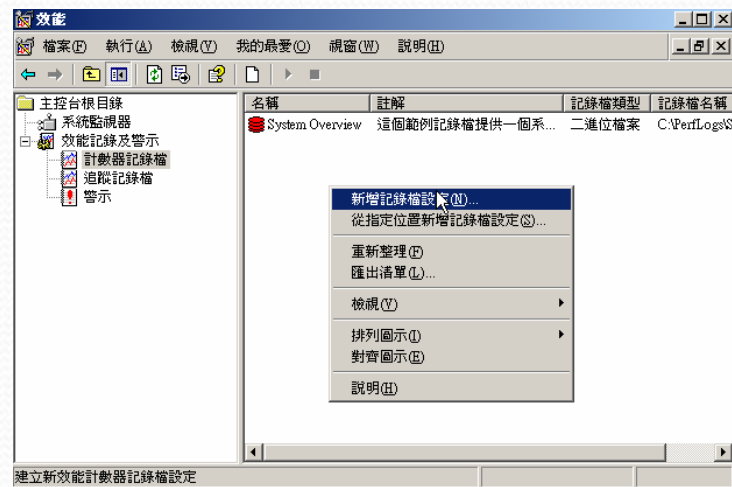 效能
檔案(F) 執行(A) 檢視(V) 我的最愛(O) 視窗(W) 說明(H)
主控台根目錄
系統監視器
效能記錄及警示
計數器記錄檔
追蹤記錄檔
警示
名稱 註解 記錄檔類型 記錄檔名稱
System Overview 這個範例記錄檔提供一個系... 二進位檔案 C:\PerfLogs\S
新增記錄檔設定(N)...
從指定位置新增記錄檔設定(S)...
重新整理(F)
匯出清單(L)...
檢視(V)
排列圖示(I)
對齊圖示(E)
說明(H)
建立新效能計數器記錄檔設定